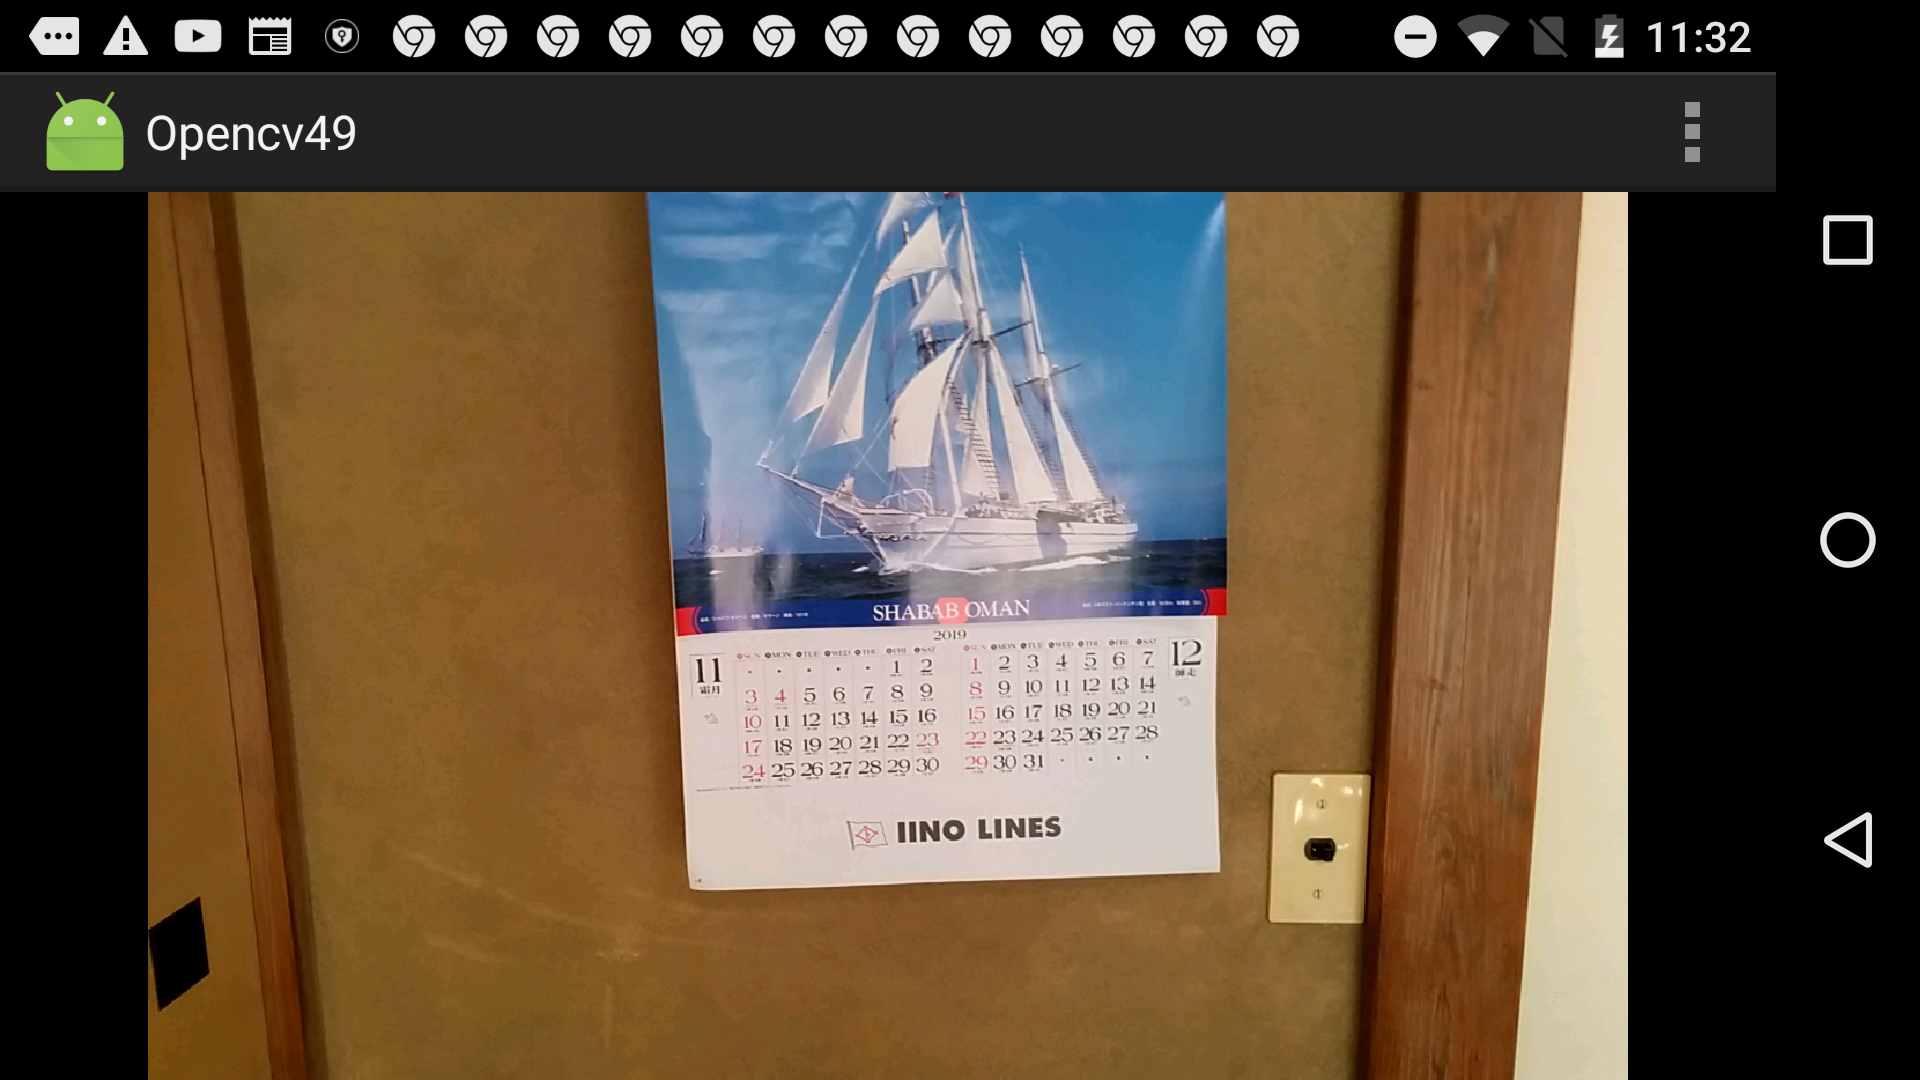 11:32
Opencv49
SHABAB OMAN
2019
11
霜月
SUN MON TUE WED THU FRI SAT
1 2
3 4 5 6 7 8 9
10 11 12 13 14 15 16
17 18 19 20 21 22 23
24 25 26 27 28 29 30
12
師走
SUN MON TUE WED THU FRI SAT
1 2 3 4 5 6 7
8 9 10 11 12 13 14
15 16 17 18 19 20 21
22 23 24 25 26 27 28
29 30 31
IINO LINES